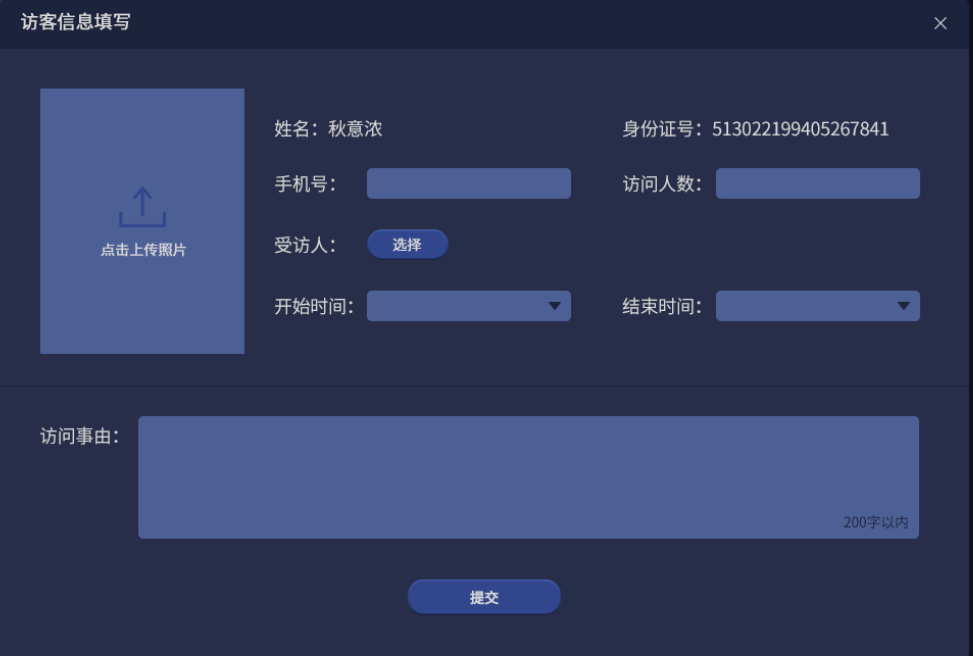 访客信息填写
姓名：秋意浓
身份证号：513022199405267841
手机号：
访问人数：
点击上传照片
受访人：
选择
开始时间：
结束时间：
访问事由：
200字以内
提交